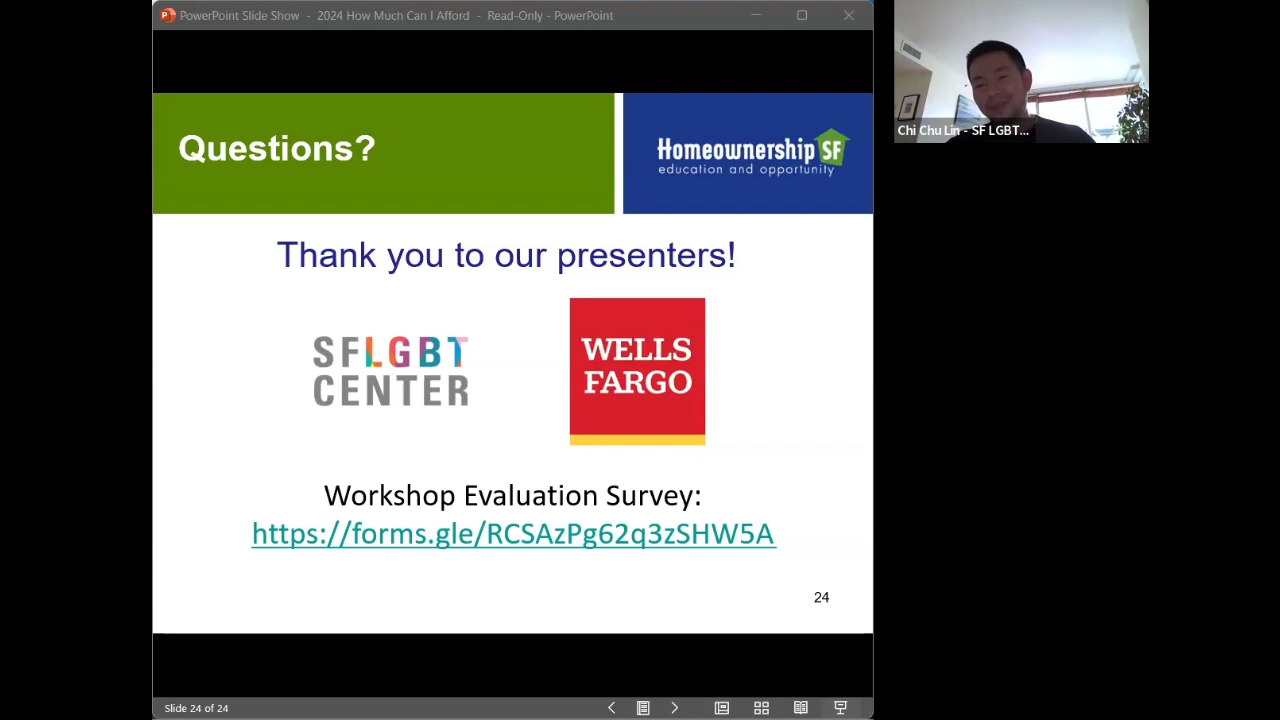 PowerPoint Slide Show - 2024 How Much Can I Afford - Read-Only - PowerPoint
Questions?
Homeownership SF
education and opportunity
Chi Chu Lin - SF LGBT...
Thank you to our presenters!
SFLGBT
CENTER
WELLS
FARGO
Workshop Evaluation Survey:
https://forms.gle/RCSAzPg62q3zSHW5A
24
Slide 24 of 24